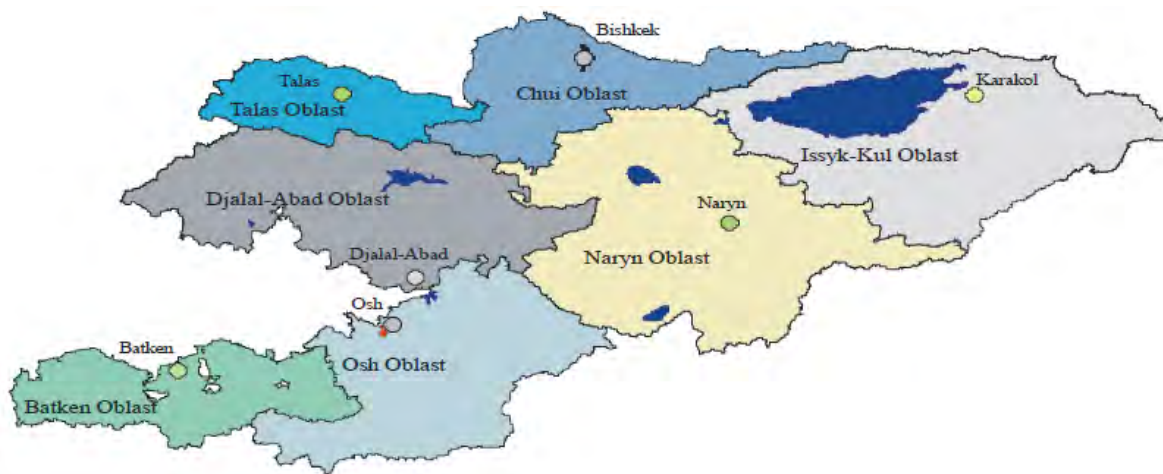 Bishkek
Talas
Karakol
Chui Oblast
Talas Oblast
Issyk-Kul Oblast
Djalal-Abad Oblast
Naryn
Djalal-Abad
Naryn Oblast
Osh
Batken
Osh Oblast
Batken Oblast